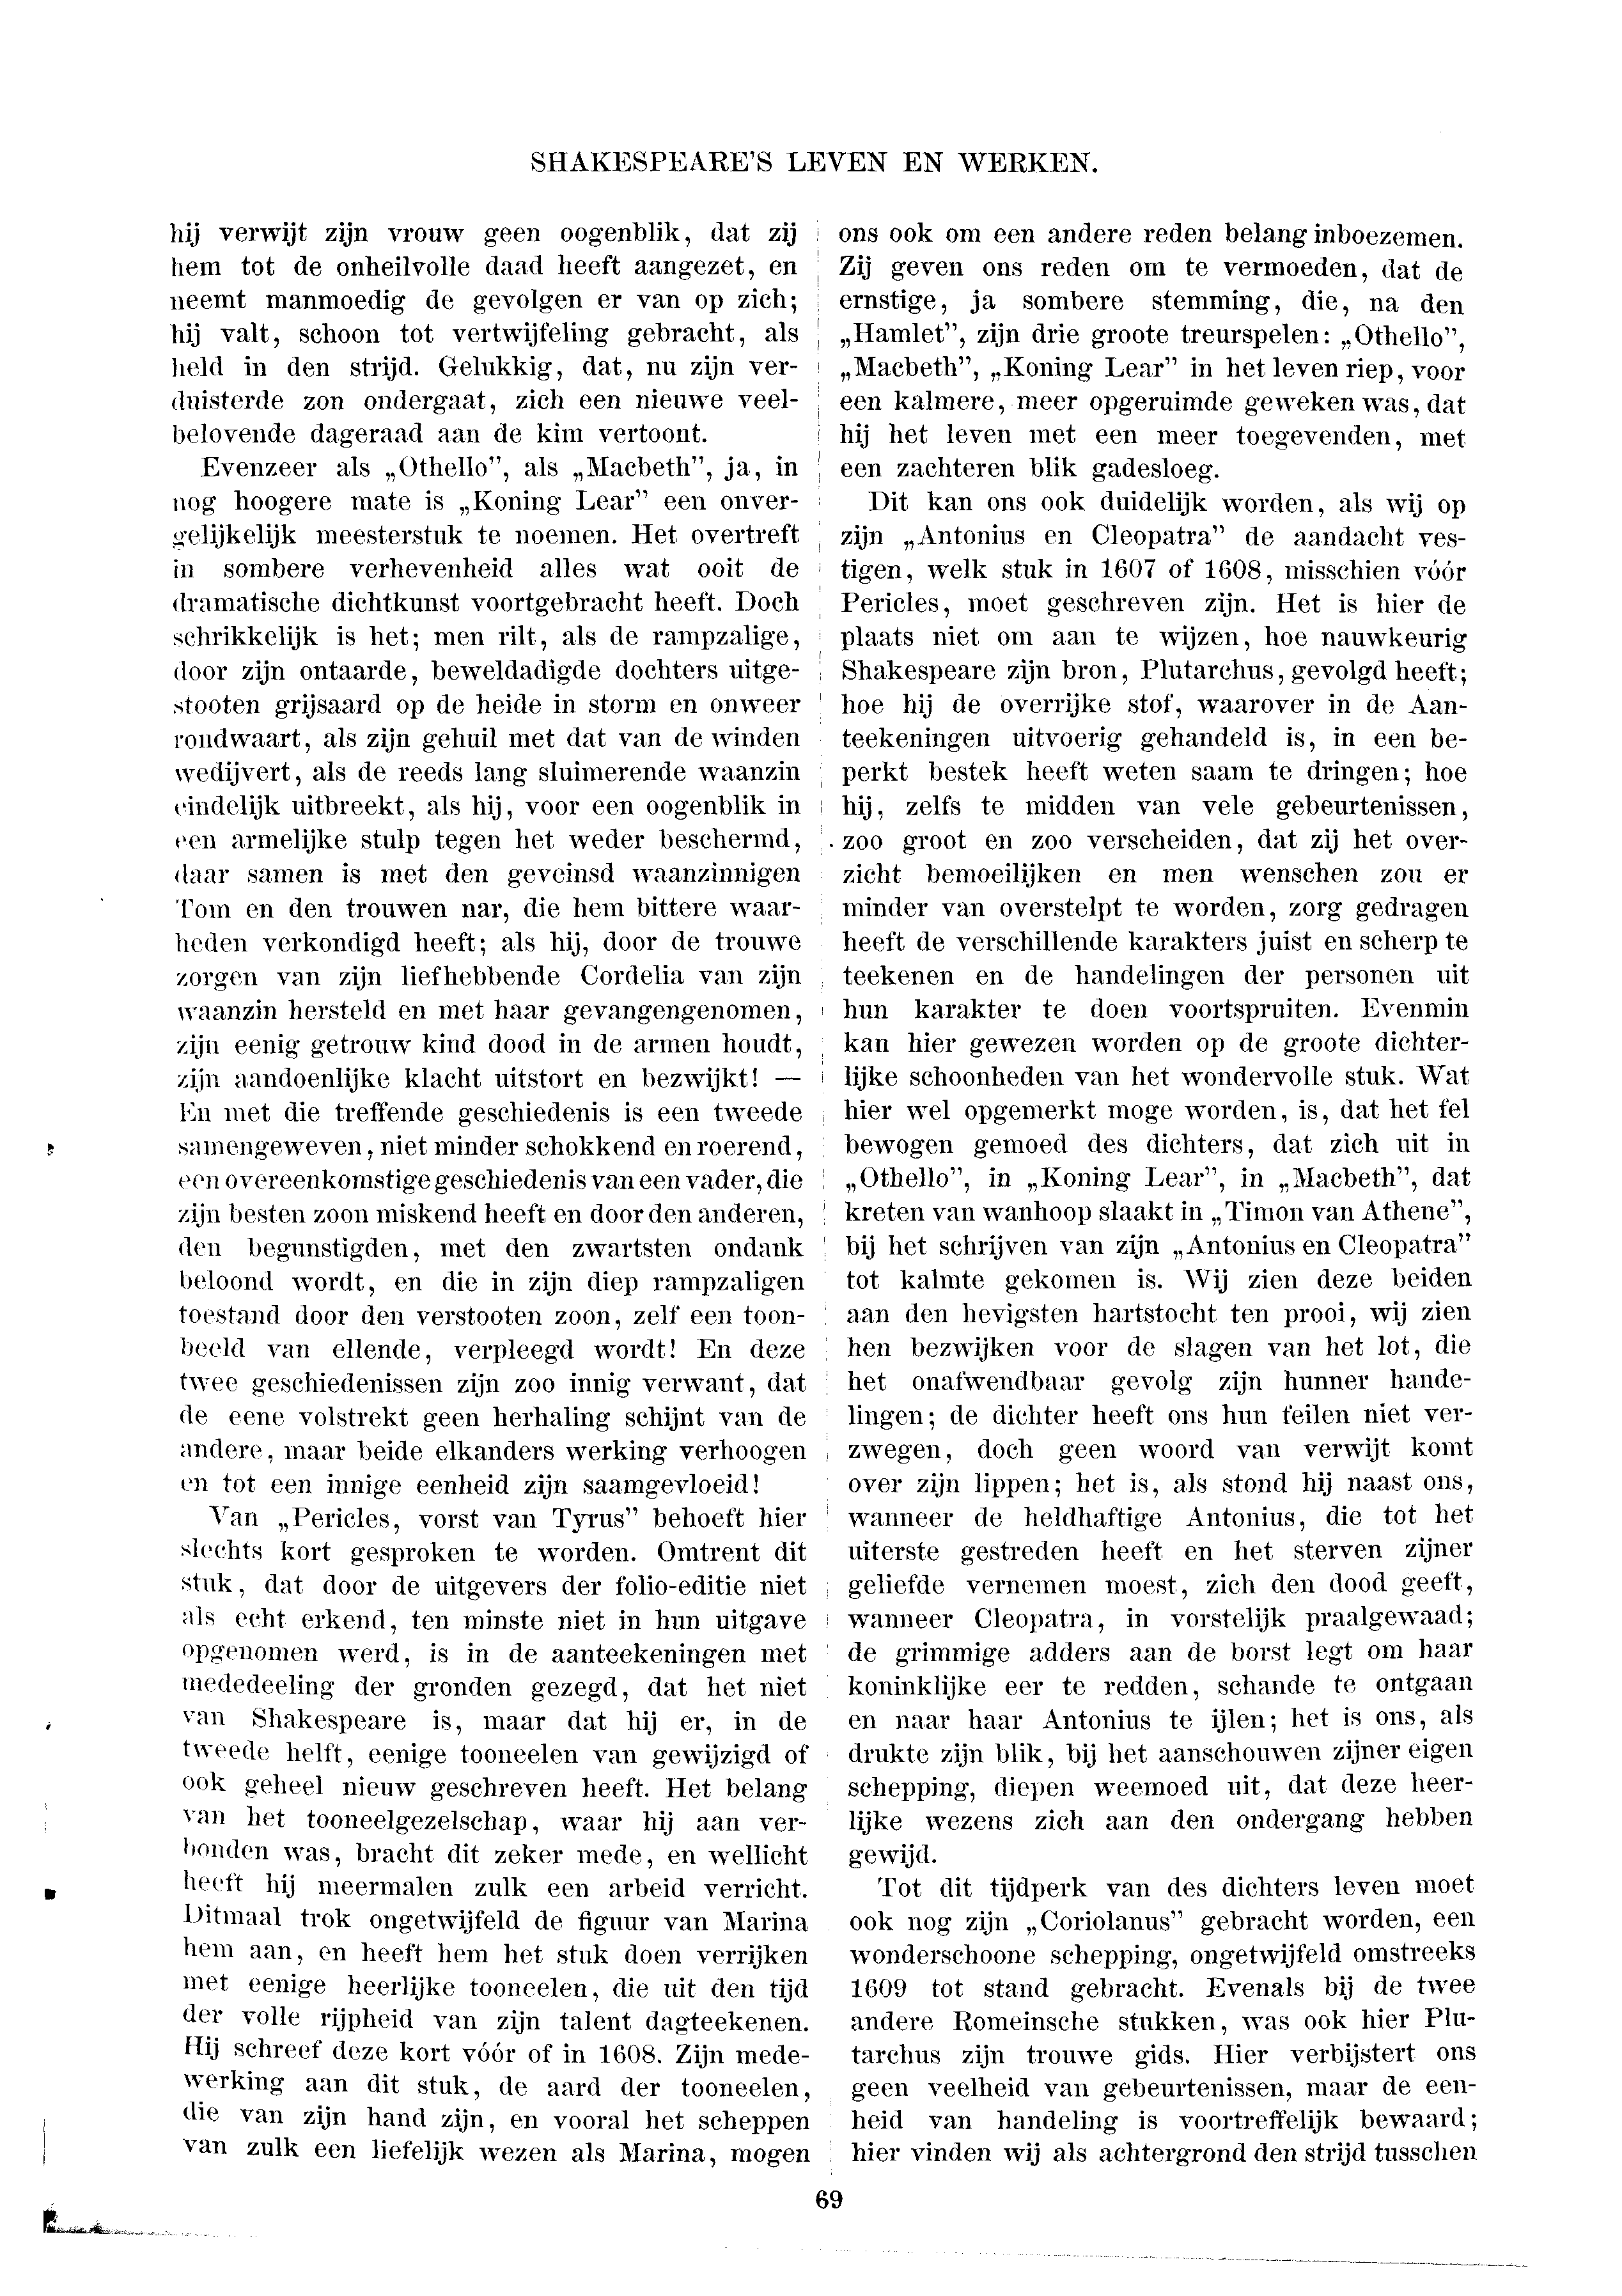 SHAKESPEARE'S LEVEN EN WERKEN.
hij verwijt zijn vrouw geen oogenblik, dat zij
hem tot de onheilvolle daad heeft aangezet, en
neemt manmoedig de gevolgen er van op zich;
hij valt, schoon tot vertwijfeling gebracht, als
held in den strijd. Gelukkig, dat, nu zijn ver-
duisterde zon ondergaat, zich een nieuwe veel-
belovende dageraad aan de kim vertoont.
Evenzeer als „Othello”, als „Macbeth”, ja, in
nog hoogere mate is „Koning Lear” een onver-
gelijkelijk meesterstuk te noemen. Het overtreft
in sombere verhevenheid alles wat ooit de
dramatische dichtkunst voortgebracht heeft. Doch
schrikkelijk is het; men rilt, als de rampzalige,
door zijn ontaarde, beweldadigde dochters uitge-
stooten grijsaard op de heide in storm en onweer
rondwaart, als zijn gehuil met dat van de winden
wedijvert, als de reeds lang sluimerende waanzin
eindelijk uitbreekt, als hij, voor een oogenblik in
een armelijke stulp tegen het weder beschermd,
daar samen is met den geveinsd waanzinnigen
Tom en den trouwen nar, die hem bittere waar-
heden verkondigd heeft; als hij, door de trouwe
zorgen van zijn liefhebbende Cordelia van zijn
waanzin hersteld en met haar gevangengenomen,
zijn eenig getrouw kind dood in de armen houdt,
zijn aandoenlijke klacht uitstort en bezwijkt! —
En met die treffende geschiedenis is een tweede
samengeweven, niet minder schokkend en roerend,
een overeenkomstige geschiedenis van een vader, die
zijn besten zoon miskend heeft en door den anderen,
den begunstigden, met den zwartsten ondank
beloond wordt, en die in zijn diep rampzaligen
toestand door den verstooten zoon, zelf een toon-
beeld van ellende, verpleegd wordt! En deze
twee geschiedenissen zijn zoo innig verwant, dat
de eene volstrekt geen herhaling schijnt van de
andere, maar beide elkanders werking verhoogen
en tot een innige eenheid zijn saamgevloeid!
Van „Pericles, vorst van Tyrus” behoeft hier
slechts kort gesproken te worden. Omtrent dit
stuk, dat door de uitgevers der folio-editie niet
als echt erkend, ten minste niet in hun uitgave
opgenomen werd, is in de aanteekeningen met
mededeeling der gronden gezegd, dat het niet
van Shakespeare is, maar dat hij er, in de
tweede helft, eenige tooneelen van gewijzigd of
ook geheel nieuw geschreven heeft. Het belang
van het tooneelgezelschap, waar hij aan ver-
bonden was, bracht dit zeker mede, en wellicht
heeft hij meermalen zulk een arbeid verricht.
Ditmaal trok ongetwijfeld de figuur van Marina
hem aan, en heeft hem het stuk doen verrijken
met eenige heerlijke tooneelen, die uit den tijd
der volle rijpheid van zijn talent dagteekenen.
Hij schreef deze kort vóór of in 1608. Zijn mede-
werking aan dit stuk, de aard der tooneelen,
die van zijn hand zijn, en vooral het scheppen
van zulk een liefelijk wezen als Marina, mogen
ons ook om een andere reden belang inboezemen.
Zij geven ons reden om te vermoeden, dat de
ernstige, ja sombere stemming, die, na den
„Hamlet”, zijn drie groote treurspelen: „Othello”,
„Macbeth”, „Koning Lear” in het leven riep, voor
een kalmere, meer opgeruimde geweken was, dat
hij het leven met een meer toegevenden, met
een zachteren blik gadesloeg.
Dit kan ons ook duidelijk worden, als wij op
zijn „Antonius en Cleopatra” de aandacht ves-
tigen, welk stuk in 1607 of 1608, misschien vóór
Pericles, moet geschreven zijn. Het is hier de
plaats niet om aan te wijzen, hoe nauwkeurig
Shakespeare zijn bron, Plutarchus, gevolgd heeft;
hoe hij de overrijke stof, waarover in de Aan-
teekeningen uitvoerig gehandeld is, in een be-
perkt bestek heeft weten saam te dringen; hoe
hij, zelfs te midden van vele gebeurtenissen,
zoo groot en zoo verscheiden, dat zij het over-
zicht bemoeilijken en men wenschen zou er
minder van overstelpt te worden, zorg gedragen
heeft de verschillende karakters juist en scherp te
teekenen en de handelingen der personen uit
hun karakter te doen voortspruiten. Evenmin
kan hier gewezen worden op de groote dichter-
lijke schoonheden van het wondervolle stuk. Wat
hier wel opgemerkt moge worden, is, dat het fel
bewogen gemoed des dichters, dat zich uit in
„Othello”, in „Koning Lear”, in „Macbeth”, dat
kreten van wanhoop slaakt in „Timon van Athene”,
bij het schrijven van zijn „Antonius en Cleopatra”
tot kalmte gekomen is. Wij zien deze beiden
aan den hevigsten hartstocht ten prooi, wij zien
hen bezwijken voor de slagen van het lot, die
het onafwendbaar gevolg zijn hunner hande-
lingen; de dichter heeft ons hun feilen niet ver-
zwegen, doch geen woord van verwijt komt
over zijn lippen; het is, als stond hij naast ons,
wanneer de heldhaftige Antonius, die tot het
uiterste gestreden heeft en het sterven zijner
geliefde vernemen moest, zich den dood geeft,
wanneer Cleopatra, in vorstelijk praalgewaad;
de grimmige adders aan de borst legt om haar
koninklijke eer te redden, schande te ontgaan
en naar haar Antonius te ijlen; het is ons, als
drukte zijn blik, bij het aanschouwen zijner eigen
schepping, diepen weemoed uit, dat deze heer-
lijke wezens zich aan den ondergang hebben
gewijd.
Tot dit tijdperk van des dichters leven moet
ook nog zijn „Coriolanus” gebracht worden, een
wonderschoone schepping, ongetwijfeld omstreeks
1609 tot stand gebracht. Evenals bij de twee
andere Romeinsche stukken, was ook hier Plu-
tarchus zijn trouwe gids. Hier verbijstert ons
geen veelheid van gebeurtenissen, maar de een-
heid van handeling is voortreffelijk bewaard;
hier vinden wij als achtergrond den strijd tusschen
69